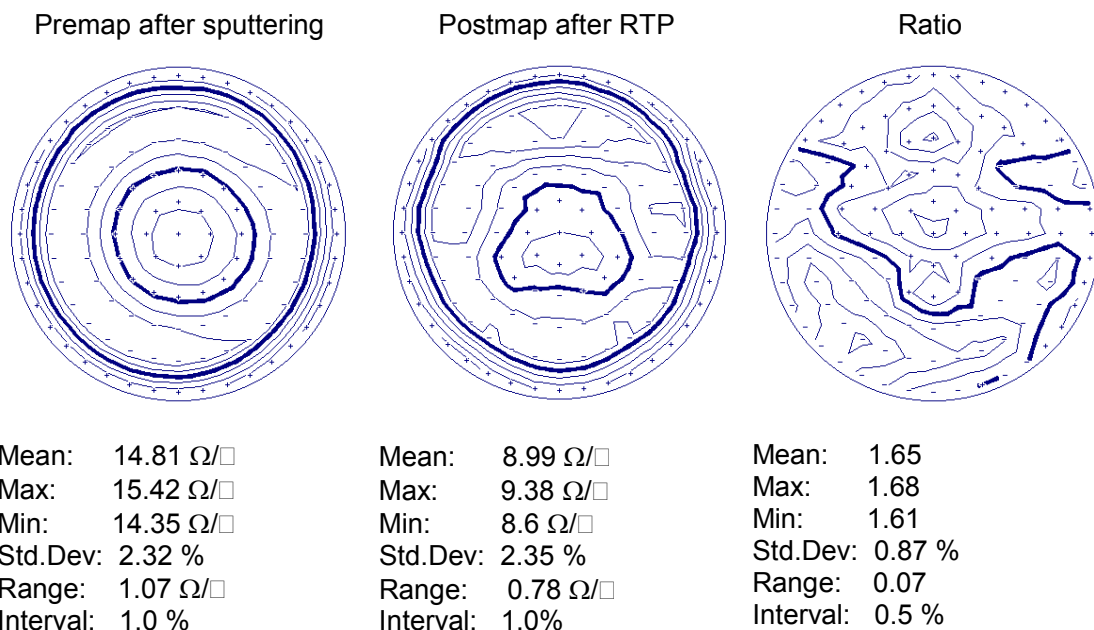 Premap after sputtering
Postmap after RTP
Ratio
Mean: 14.81 Ω/□
Max: 15.42 Ω/□
Min: 14.35 Ω/□
Std.Dev: 2.32 %
Range: 1.07 Ω/□
Interval: 1.0 %
Mean: 8.99 Ω/□
Max: 9.38 Ω/□
Min: 8.6 Ω/□
Std.Dev: 2.35 %
Range: 0.78 Ω/□
Interval: 1.0%
Mean: 1.65
Max: 1.68
Min: 1.61
Std.Dev: 0.87 %
Range: 0.07
Interval: 0.5 %